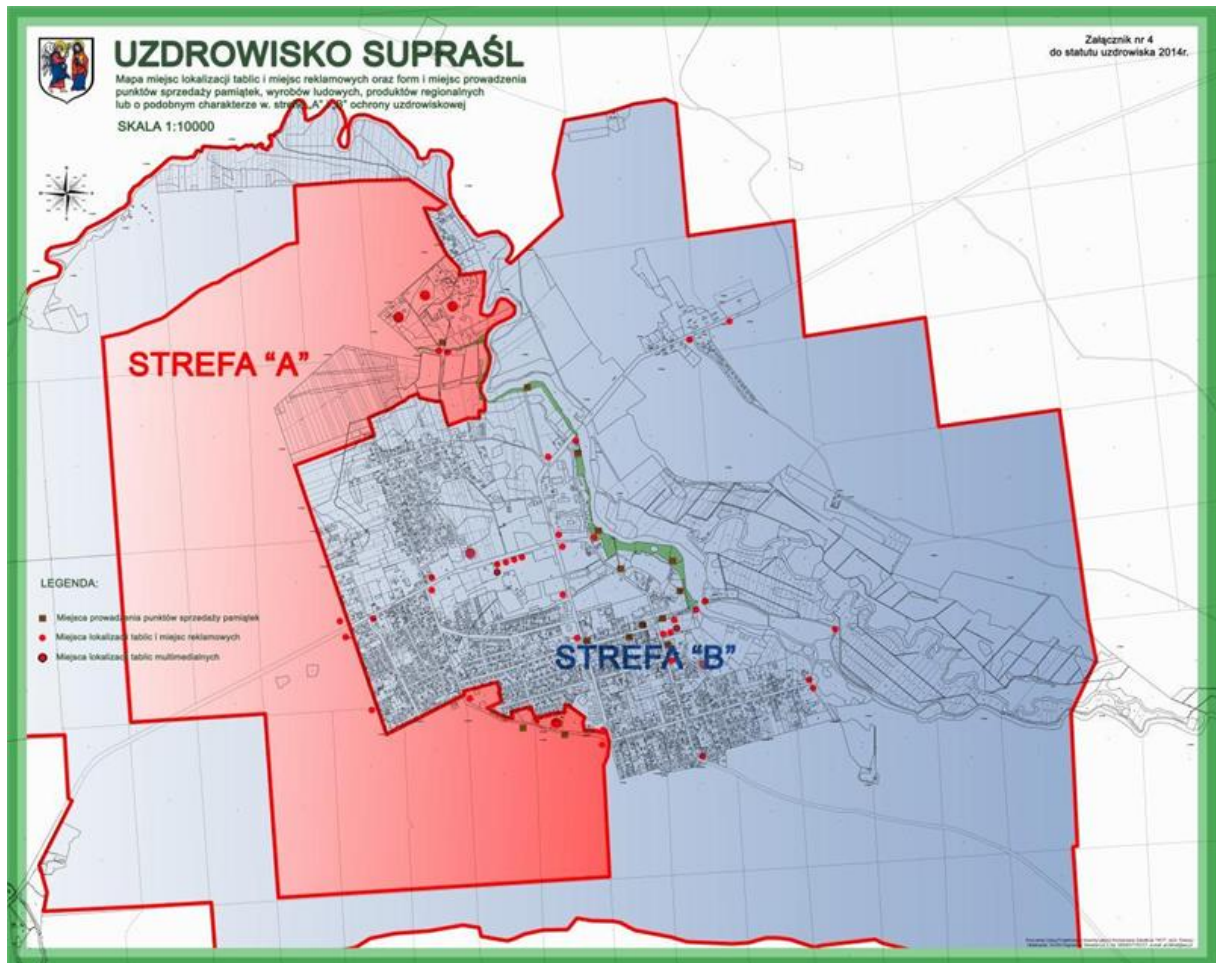 UZDROWISKO SUPRAŚL
Mapa miejsc lokalizacji tablic i miejsc reklamowych oraz form i miejsc prowadzenia
punktów sprzedaży pamiątek, wyrobów ludowych, produktów regionalnych
lub o podobnym charakterze w. strefie „A” „B” ochrony uzdrowiskowej
SKALA 1:10000
Załącznik nr 4
do statutu uzdrowiska 2014r.
STREFA "A"
LEGENDA:
Miejsca prowadzenia punktów sprzedaży pamiątek
Miejsca lokalizacji tablic i miejsc reklamowych
Miejsca lokalizacji tablic multimedialnych
STREFA "B"